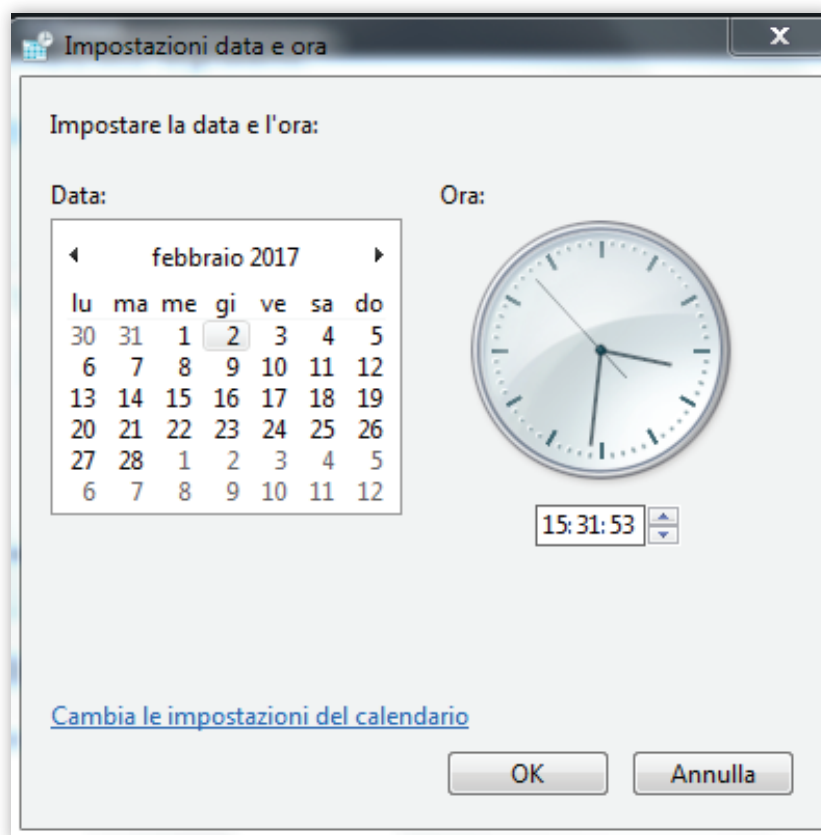 Impostazioni data e ora
Impostare la data e l'ora:
Data:
Ora:
febbraio 2017
lu ma me gi ve sa do
30 31 1 2 3 4 5
6 7 8 9 10 11 12
13 14 15 16 17 18 19
20 21 22 23 24 25 26
27 28 1 2 3 4 5
6 7 8 9 10 11 12
15:31:53
Cambia le impostazioni del calendario
OK
Annulla